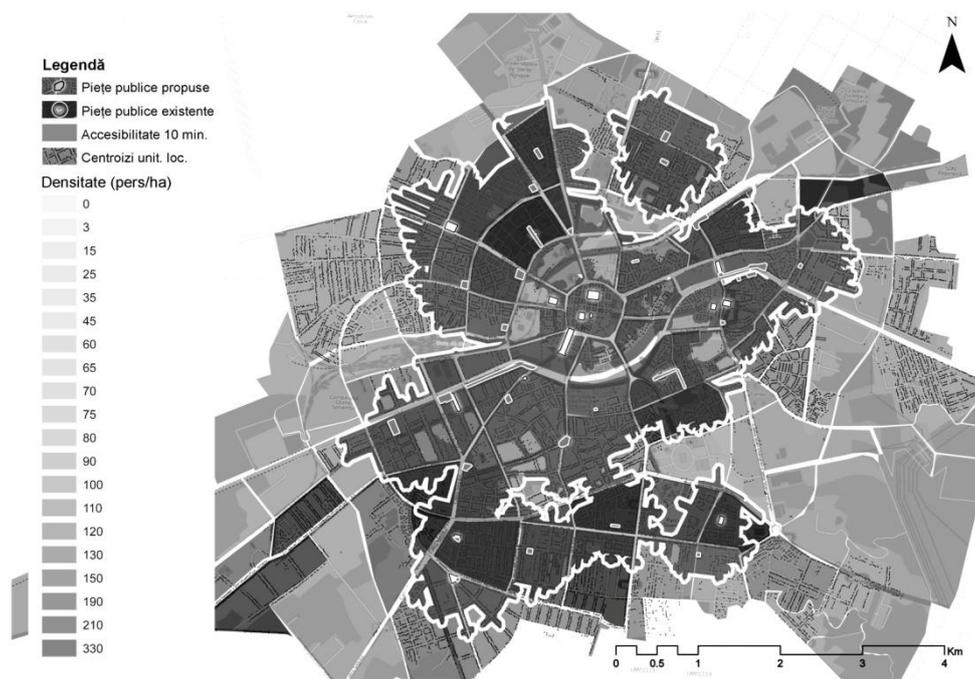 N
Legendă
Piețe publice propuse
Piețe publice existente
Accesibilitate 10 min.
Centroizi unit. loc.
Densitate (pers/ha)
0
3
15
25
35
45
60
65
70
75
80
90
100
110
120
130
150
190
210
330
Km
0 0.5 1 2 3 4